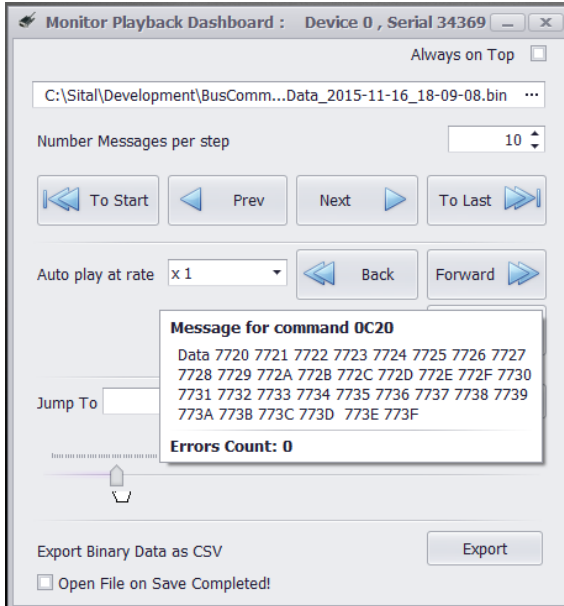 Monitor Playback Dashboard : Device 0 , Serial 34369
Always on Top
C:\Sital\Development\BusComm...Data_2015-11-16_18-09-08.bin ...
Number Messages per step 10
To Start Prev Next To Last
Auto play at rate x 1 Back Forward
Message for command 0C20
Data 7720 7721 7722 7723 7724 7725 7726 7727
7728 7729 772A 772B 772C 772D 772E 772F 7730
7731 7732 7733 7734 7735 7736 7737 7738 7739
773A 773B 773C 773D 773E 773F
Jump To
Errors Count: 0
Export Binary Data as CSV Export
Open File on Save Completed!